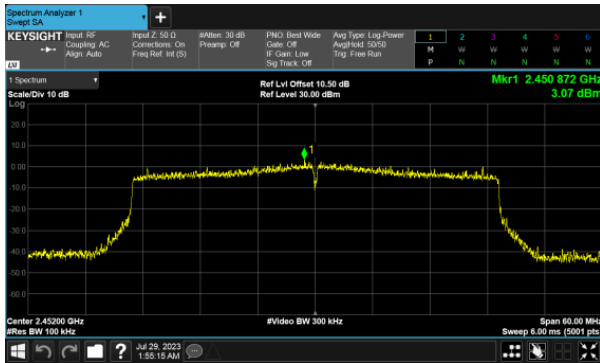 Spectrum Analyzer 1
Swept SA
+
KEYSIGHT Input: RF Input Z: 50 Ω #Atten: 30 dB PNO: Best Wide Avg Type: Log-Power 1 2 3 4 5 6
Coupling: AC Corrections: On Preamp: Off Gate: Off Avg|Hold: 50/50 M W W W W W
Align: Auto Freq Ref: Int (S) IF Gain: Low Trig: Free Run
Sig Track: Off P N N N N N
LXI
1 Spectrum Ref Lvl Offset 10.50 dB Mkr1 2.450 872 GHz
Scale/Div 10 dB Ref Level 30.00 dBm 3.07 dBm
Log
20.0
10.0
1
0.00
-10.0
-20.0
-30.0
-40.0
-50.0
-60.0
Center 2.45200 GHz #Video BW 300 kHz Span 60.00 MHz
#Res BW 100 kHz Sweep 6.00 ms (5001 pts)
? Jul 29, 2023
1:55:15 AM